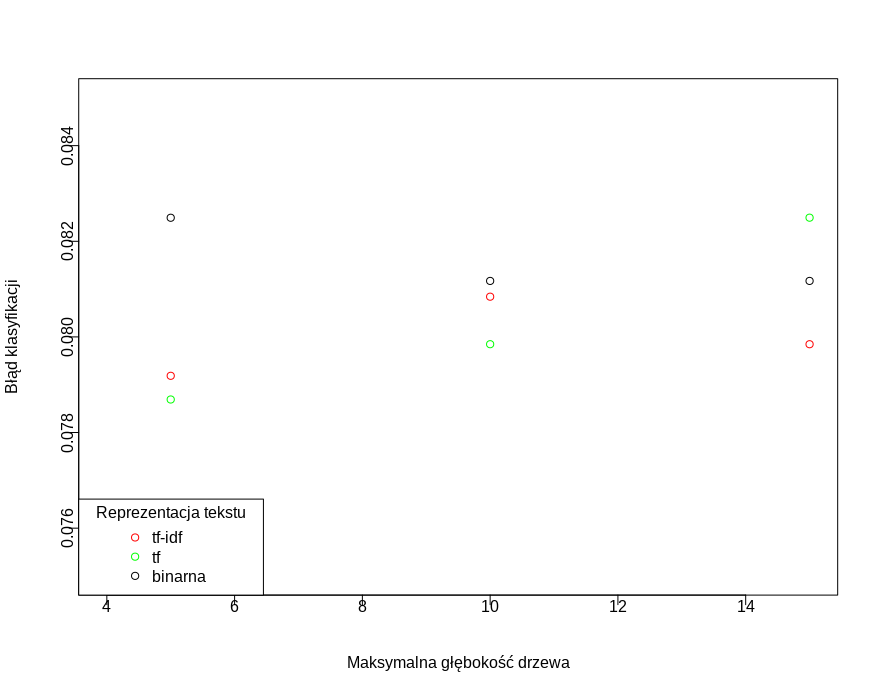 0.084
0.082
0.080
0.078
0.076
Błąd klasyfikacji
Reprezentacja tekstu
tf-idf
tf
binarna
4 6 8 10 12 14
Maksymalna głębokość drzewa